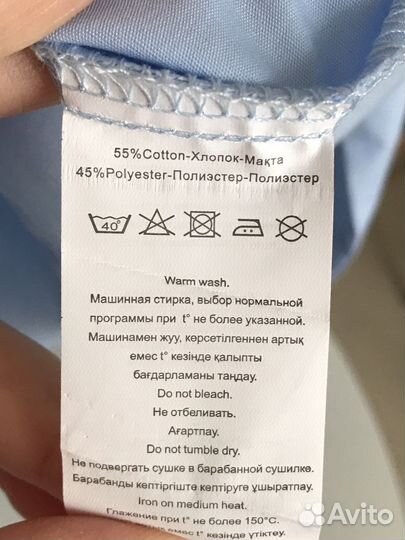 55%Cotton-Хлопок-Мақта
45%Polyester-Полиэстер-Полиэстер
40°
Warm wash.
Машинная стирка, выбор нормальной
программы при t° не более указанной.
Машинамен жуу, көрсетілгеннен артық
емес t° кезінде қалыпты
бағдарламаны таңдау.
Do not bleach.
Не отбеливать.
Ағартпау.
Do not tumble dry.
Не подвергать сушке в барабанной сушилке.
Барабанды кептіргіште кептіруге ұшыратпау.
Iron on medium heat.
Глажение при t° не более 150°C.
t° кезінде үтіктеу.
Avito